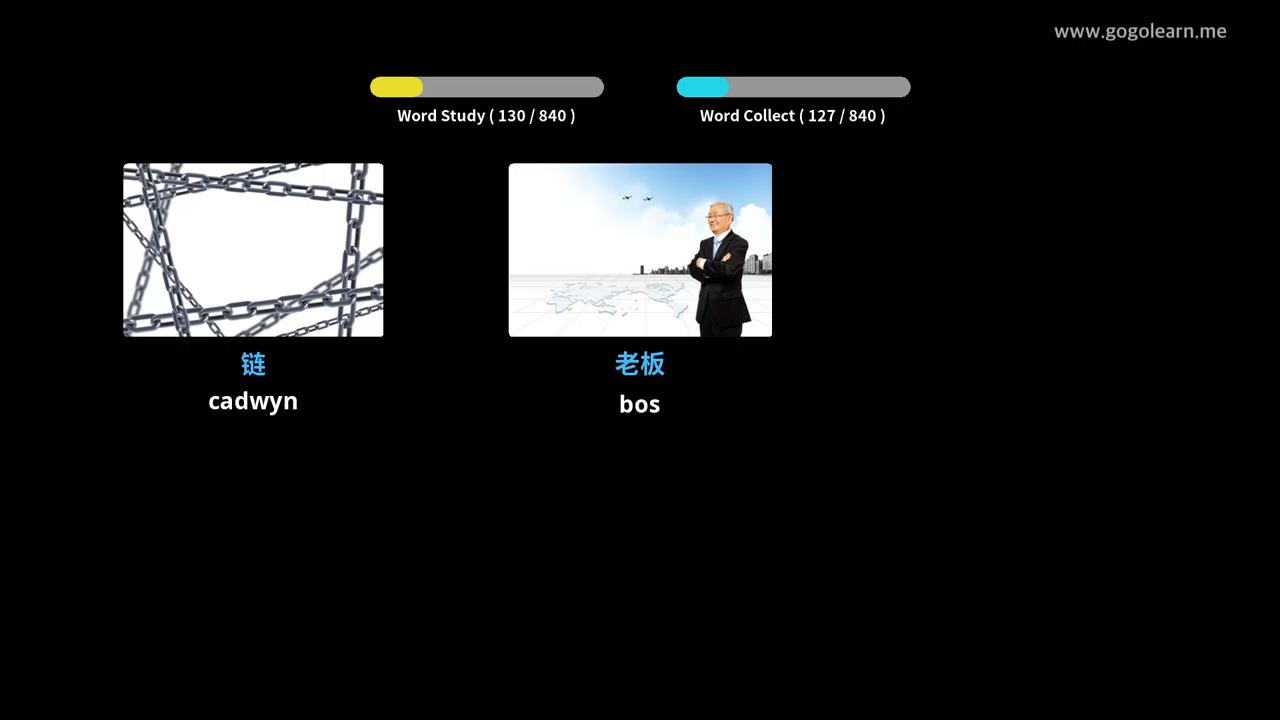 www.gogolearn.me
Word Study ( 130 / 840 )
Word Collect ( 127 / 840 )
链
cadwyn
老板
bos